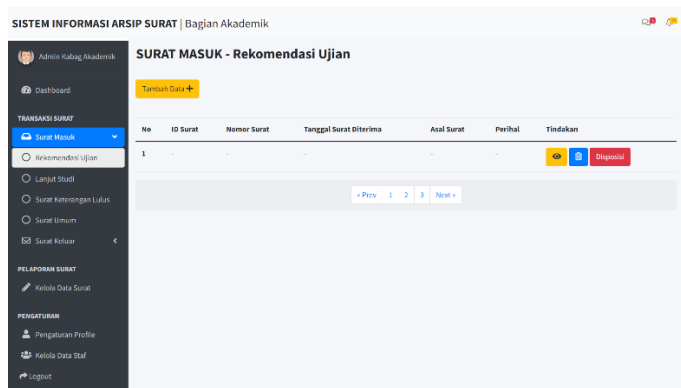 SISTEM INFORMASI ARSIP SURAT | Bagian Akademik
Admin Kabag Akademik
Dashboard
TRANSAKSI SURAT
Surat Masuk
Rekomendasi Ujian
Lanjut Studi
Surat Keterangan Lulus
Surat Umum
Surat Keluar
PELAPORAN SURAT
Kelola Data Surat
PENGATURAN
Pengaturan Profile
Kelola Data Staf
Logout
SURAT MASUK - Rekomendasi Ujian
Tambah Data
No ID Surat Nomor Surat Tanggal Surat Diterima Asal Surat Perihal Tindakan
1 - - - - - Disposisi
« Prev 1 2 3 Next »